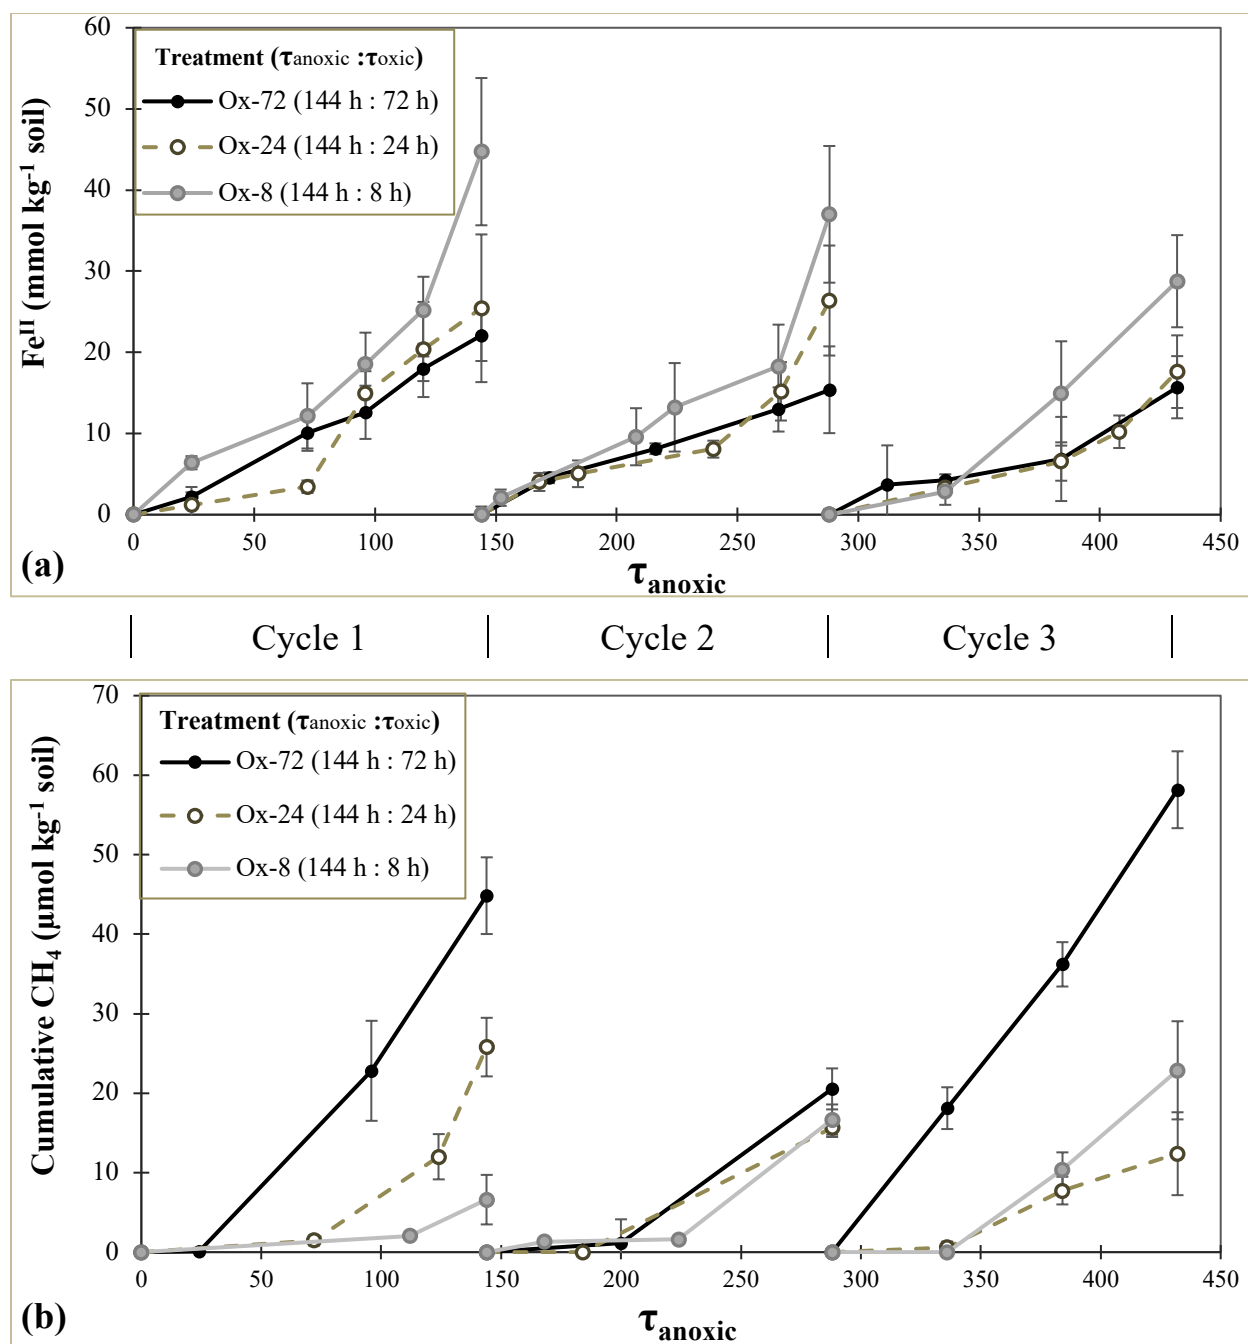 60
50
40
30
20
10
0
Fe^II (mmol kg⁻¹ soil)
Treatment (τanoxic :τoxic)
Ox-72 (144 h : 72 h)
Ox-24 (144 h : 24 h)
Ox-8 (144 h : 8 h)
0 50 100 150 200 250 300 350 400 450
(a)
τanoxic
Cycle 1 Cycle 2 Cycle 3
70
60
50
40
30
20
10
0
Cumulative CH₄ (µmol kg⁻¹ soil)
Treatment (τanoxic :τoxic)
Ox-72 (144 h : 72 h)
Ox-24 (144 h : 24 h)
Ox-8 (144 h : 8 h)
0 50 100 150 200 250 300 350 400 450
(b)
τanoxic